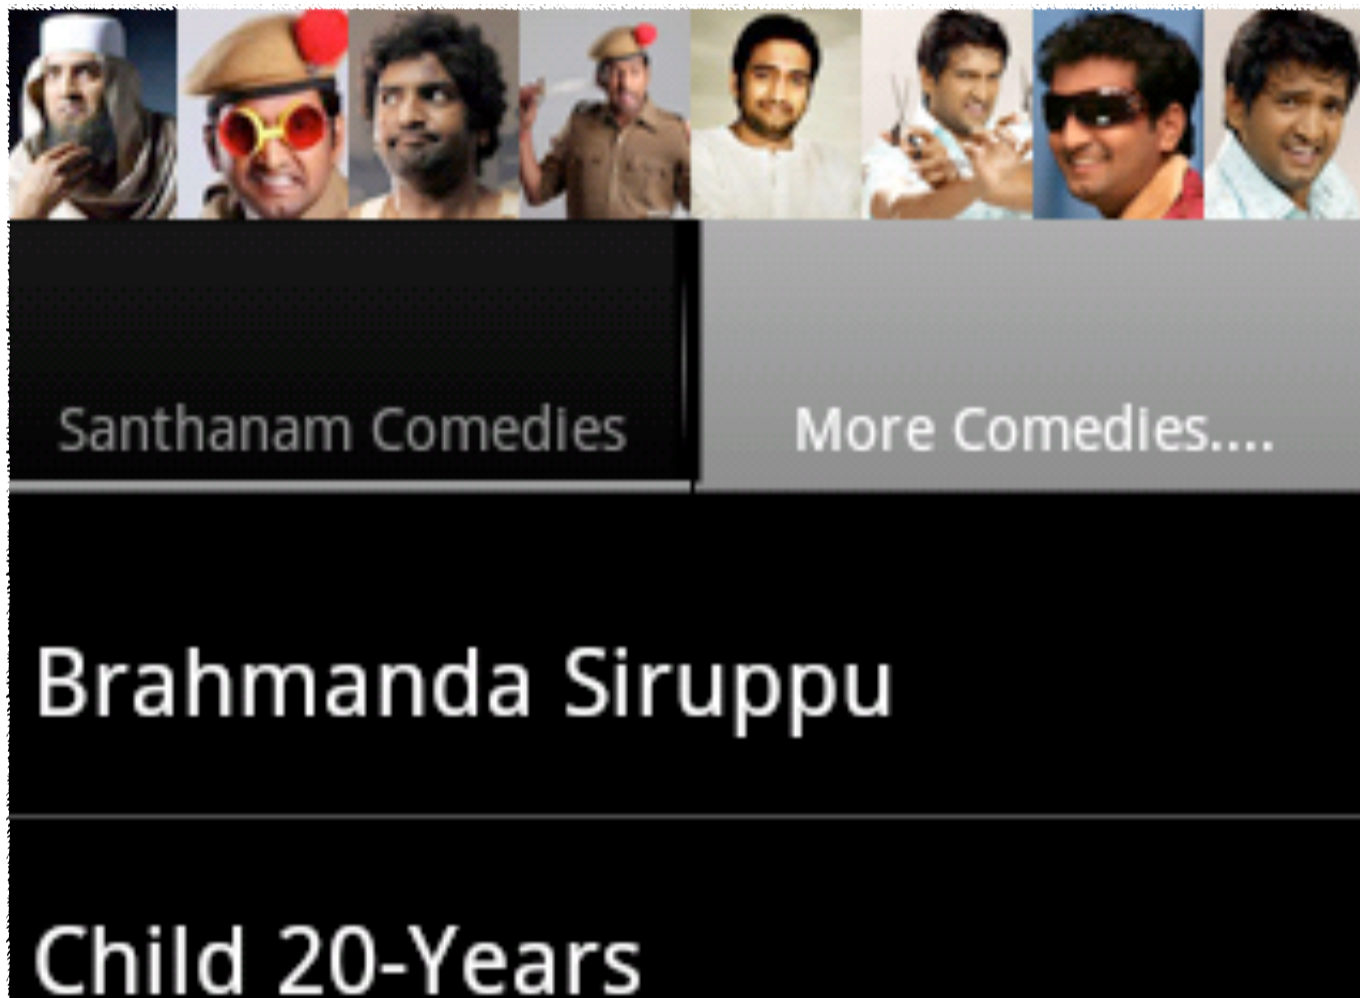 Santhanam Comedies
More Comedies....
Brahmanda Siruppu
Child 20-Years